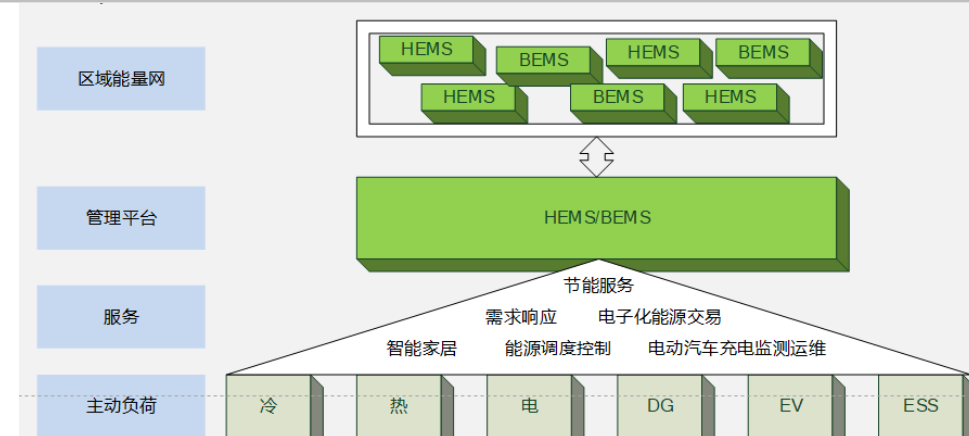 HEMS BEMS HEMS BEMS
区域能量网
HEMS BEMS HEMS
管理平台
HEMS/BEMS
节能服务
服务
需求响应 电子化能源交易
智能家居 能源调度控制 电动汽车充电监测运维
主动负荷 冷 热 电 DG EV ESS